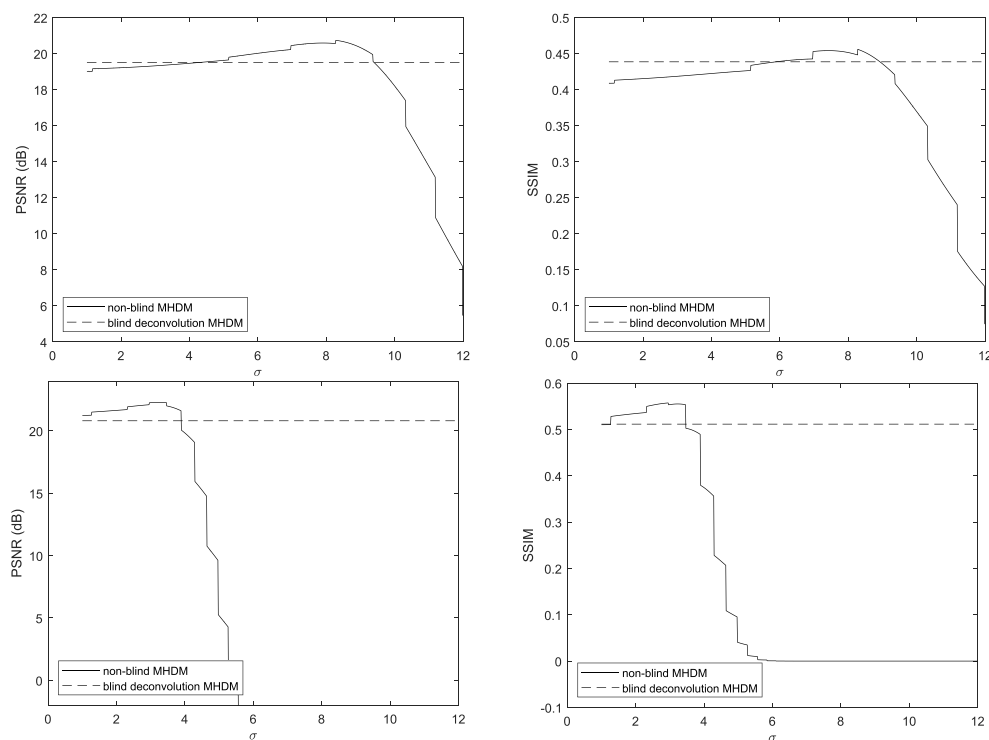 22
20
18
16
14
12
10
8
6
4
PSNR (dB)
non-blind MHDM
blind deconvolution MHDM
0 2 4 6 8 10 12
σ
0.5
0.45
0.4
0.35
0.3
0.25
0.2
0.15
0.1
0.05
SSIM
non-blind MHDM
blind deconvolution MHDM
0 2 4 6 8 10 12
σ
20
15
10
5
0
PSNR (dB)
non-blind MHDM
blind deconvolution MHDM
0 2 4 6 8 10 12
σ
0.6
0.5
0.4
0.3
0.2
0.1
0
-0.1
SSIM
non-blind MHDM
blind deconvolution MHDM
0 2 4 6 8 10 12
σ